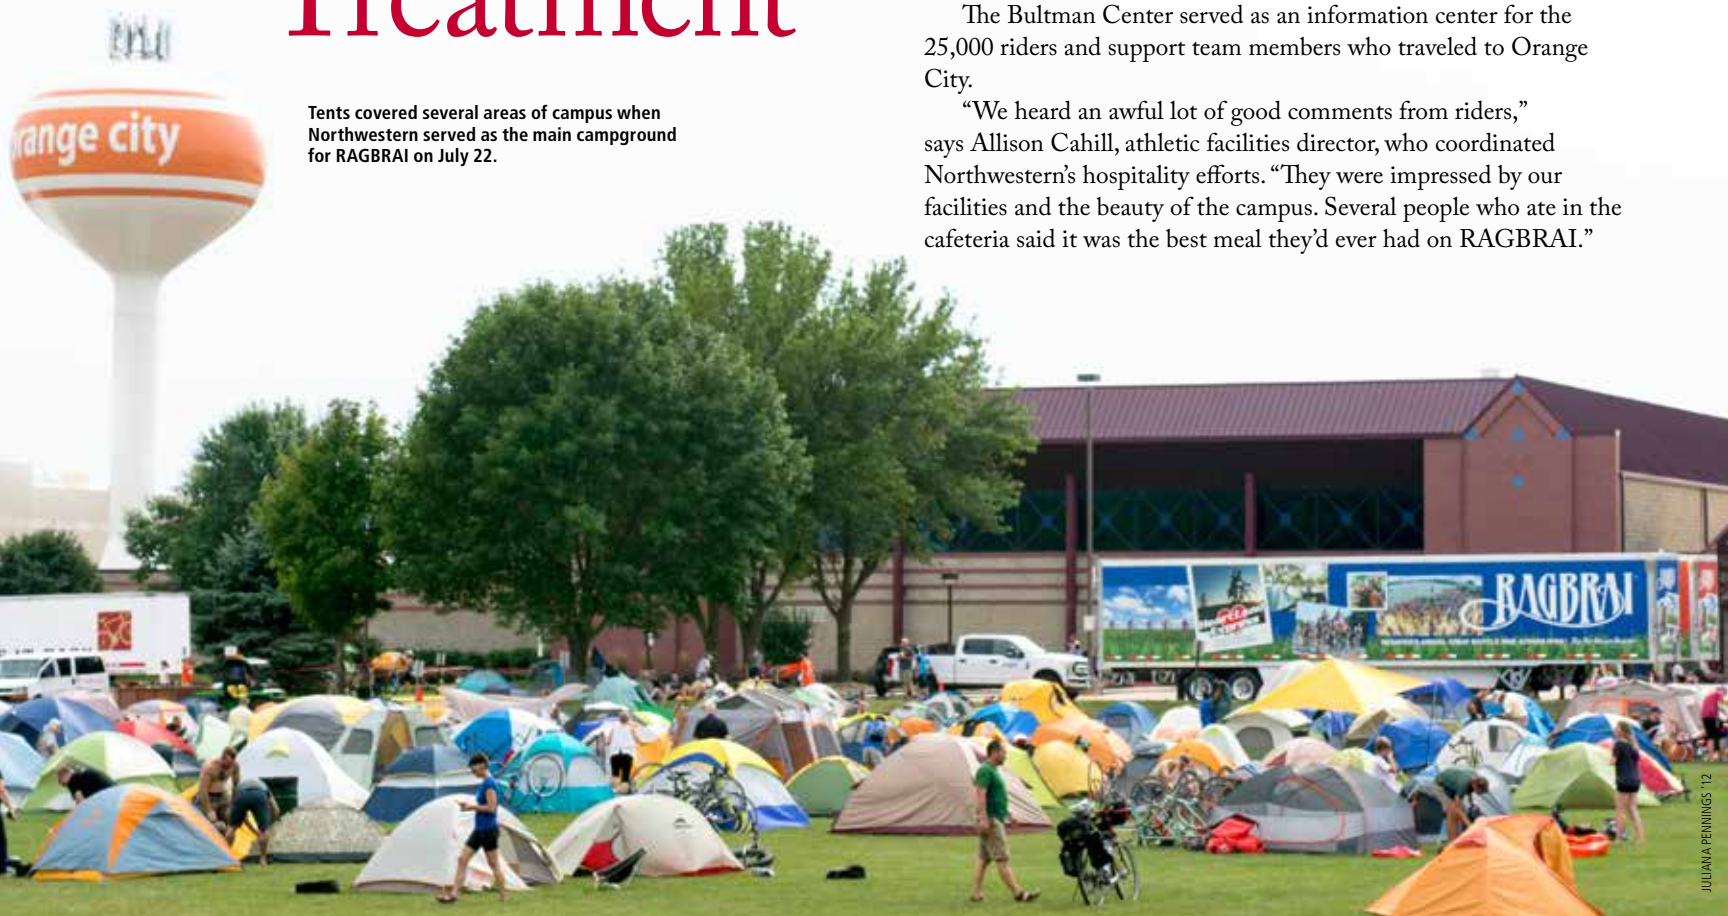 Treatment
Tents covered several areas of campus when
Northwestern served as the main campground
for RAGBRAI on July 22.
The Bultman Center served as an information center for the
25,000 riders and support team members who traveled to Orange
City.
“We heard an awful lot of good comments from riders,”
says Allison Cahill, athletic facilities director, who coordinated
Northwestern’s hospitality efforts. “They were impressed by our
facilities and the beauty of the campus. Several people who ate in the
cafeteria said it was the best meal they’d ever had on RAGBRAI.”
orange city
RAGBRAI
JULIANA PENNINGS '12